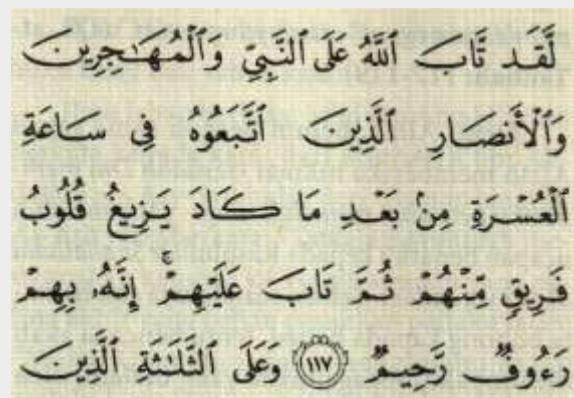 لَّقَد تَّابَ ٱللَّهُ عَلَى ٱلنَّبِيِّ وَٱلْمُهَـٰجِرِينَ
وَٱلْأَنصَارِ ٱلَّذِينَ ٱتَّبَعُوهُ فِى سَاعَةِ
ٱلْعُسْرَةِ مِنۢ بَعْدِ مَا كَادَ يَزِيغُ قُلُوبُ
فَرِيقٍ مِّنْهُمْ ثُمَّ تَابَ عَلَيْهِمْ ۚ إِنَّهُۥ بِهِمْ
رَءُوفٌ رَّحِيمٌ ۝١١٧ وَعَلَى ٱلثَّلَـٰثَةِ ٱلَّذِينَ